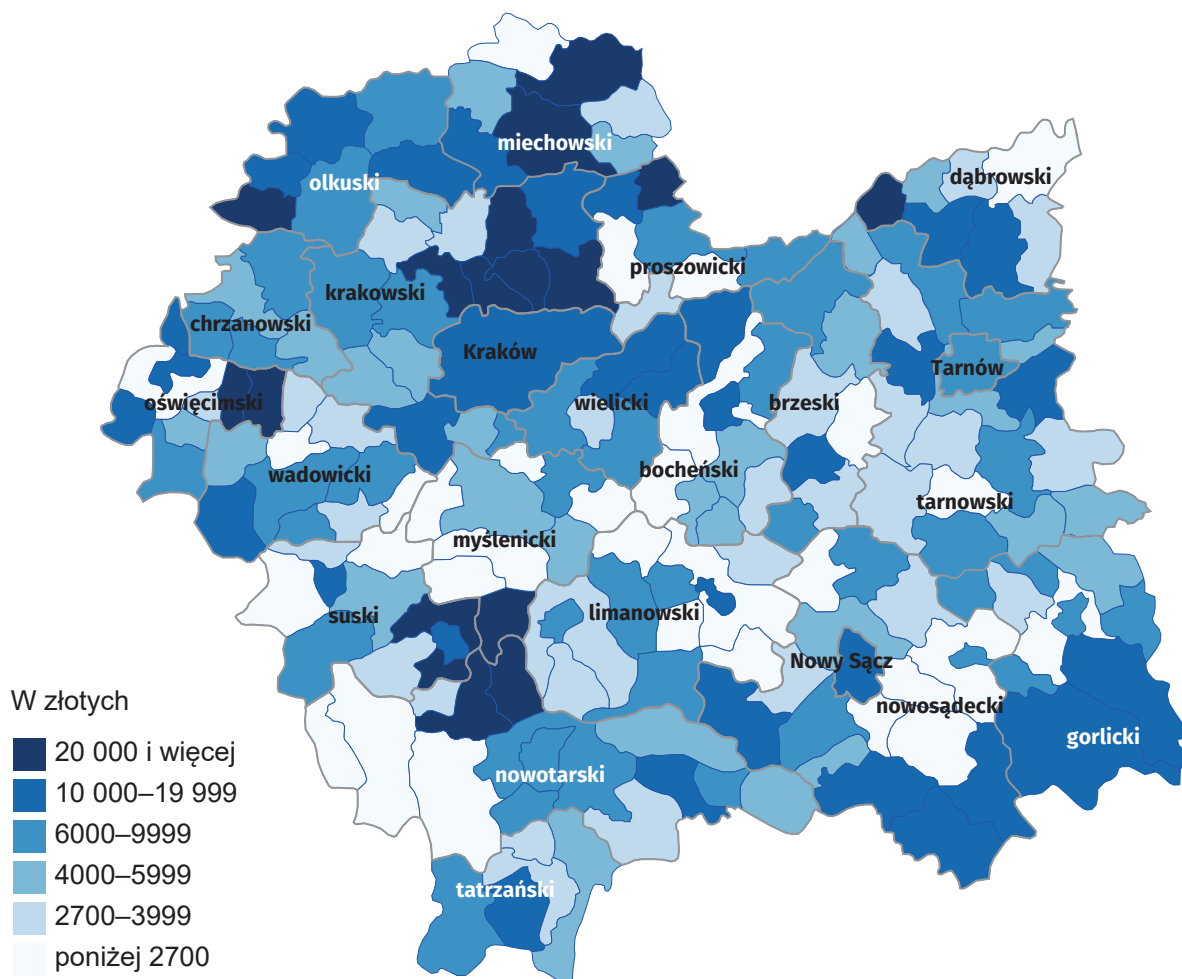 miechowski
olkuski
dąbrowski
proszowicki
krakowski
chrzanowski
Kraków
Tarnów
oświęcimski
wielicki
brzeski
wadowicki
bocheński
tarnowski
myślenicki
suski
limanowski
Nowy Sącz
nowosądecki
gorlicki
nowotarski
tatrzański
W złotych
20 000 i więcej
10 000–19 999
6000–9999
4000–5999
2700–3999
poniżej 2700